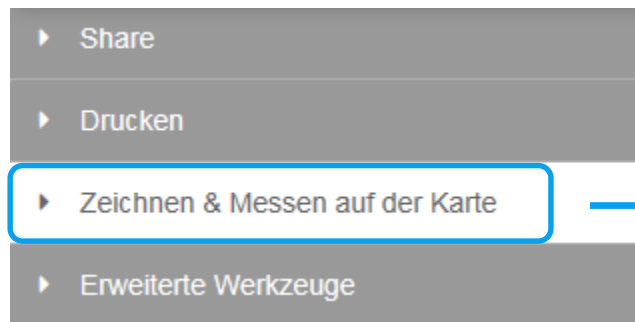 Share
Drucken
Zeichnen & Messen auf der Karte
Erweiterte Werkzeuge